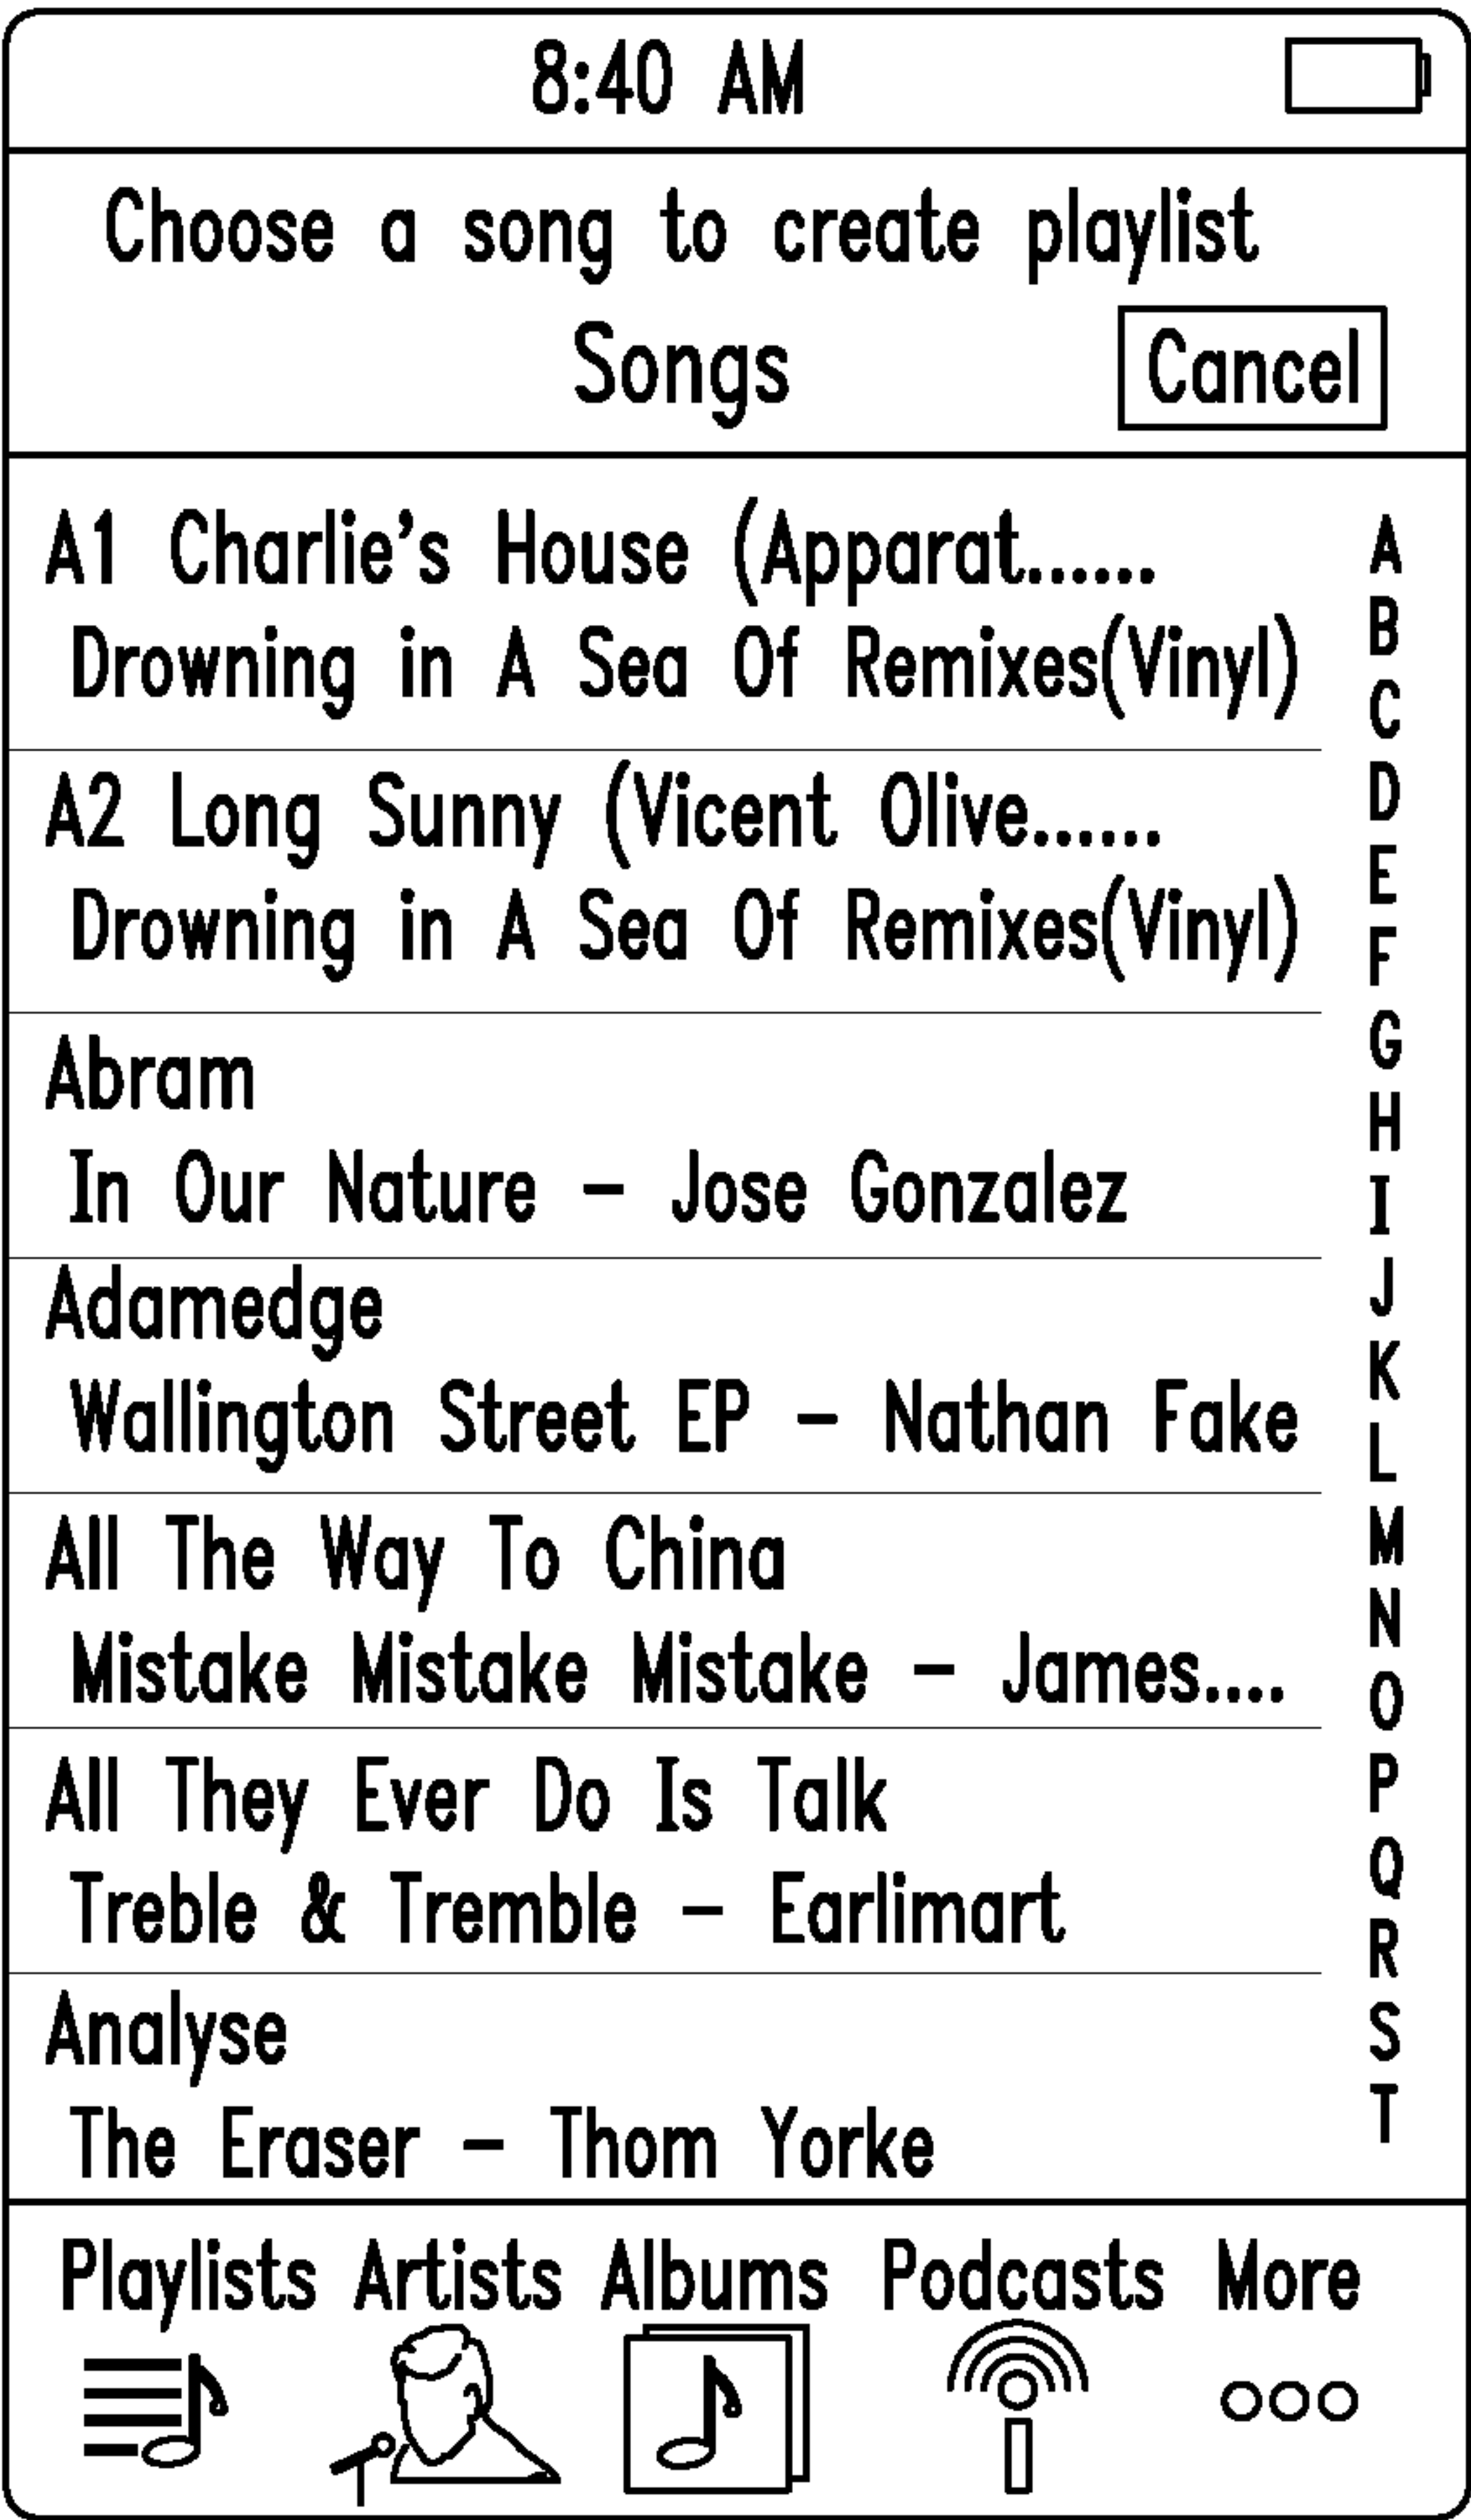 8:40 AM
Choose a song to create playlist
Songs
Cancel
A1 Charlie's House (Apparat......
Drowning in A Sea Of Remixes(Vinyl)
A2 Long Sunny (Vicent Olive......
Drowning in A Sea Of Remixes(Vinyl)
Abram
In Our Nature – Jose Gonzalez
Adamedge
Wallington Street EP – Nathan Fake
All The Way To China
Mistake Mistake Mistake – James....
All They Ever Do Is Talk
Treble & Tremble – Earlimart
Analyse
The Eraser – Thom Yorke
A
B
C
D
E
F
G
H
I
J
K
L
M
N
O
P
Q
R
S
T
Playlists Artists Albums Podcasts More